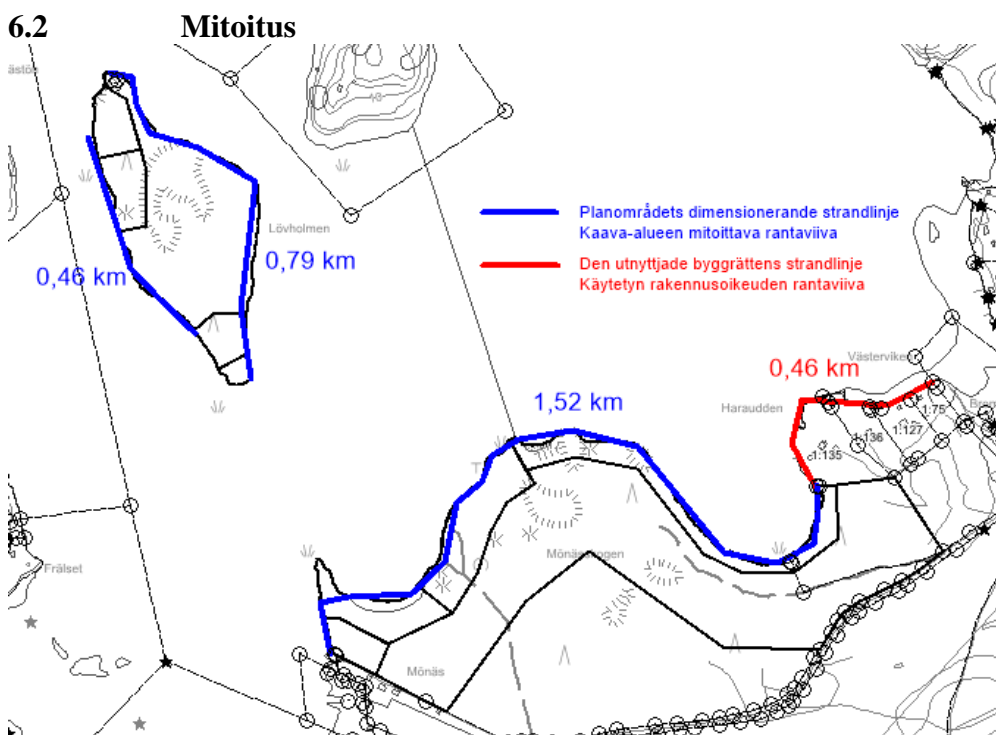 6.2 Mitoitus
ästön
Lövholmen
0,46 km
0,79 km
Planområdets dimensionerande strandlinje
Kaava-alueen mitoittava rantaviiva
Den utnyttjade byggrättens strandlinje
Käytetyn rakennusoikeuden rantaviiva
Västerviken
0,46 km
1,52 km
Haraudden
1:75
1:127
1:136
1:135
Mönässkogen
Frälset
Mönäs